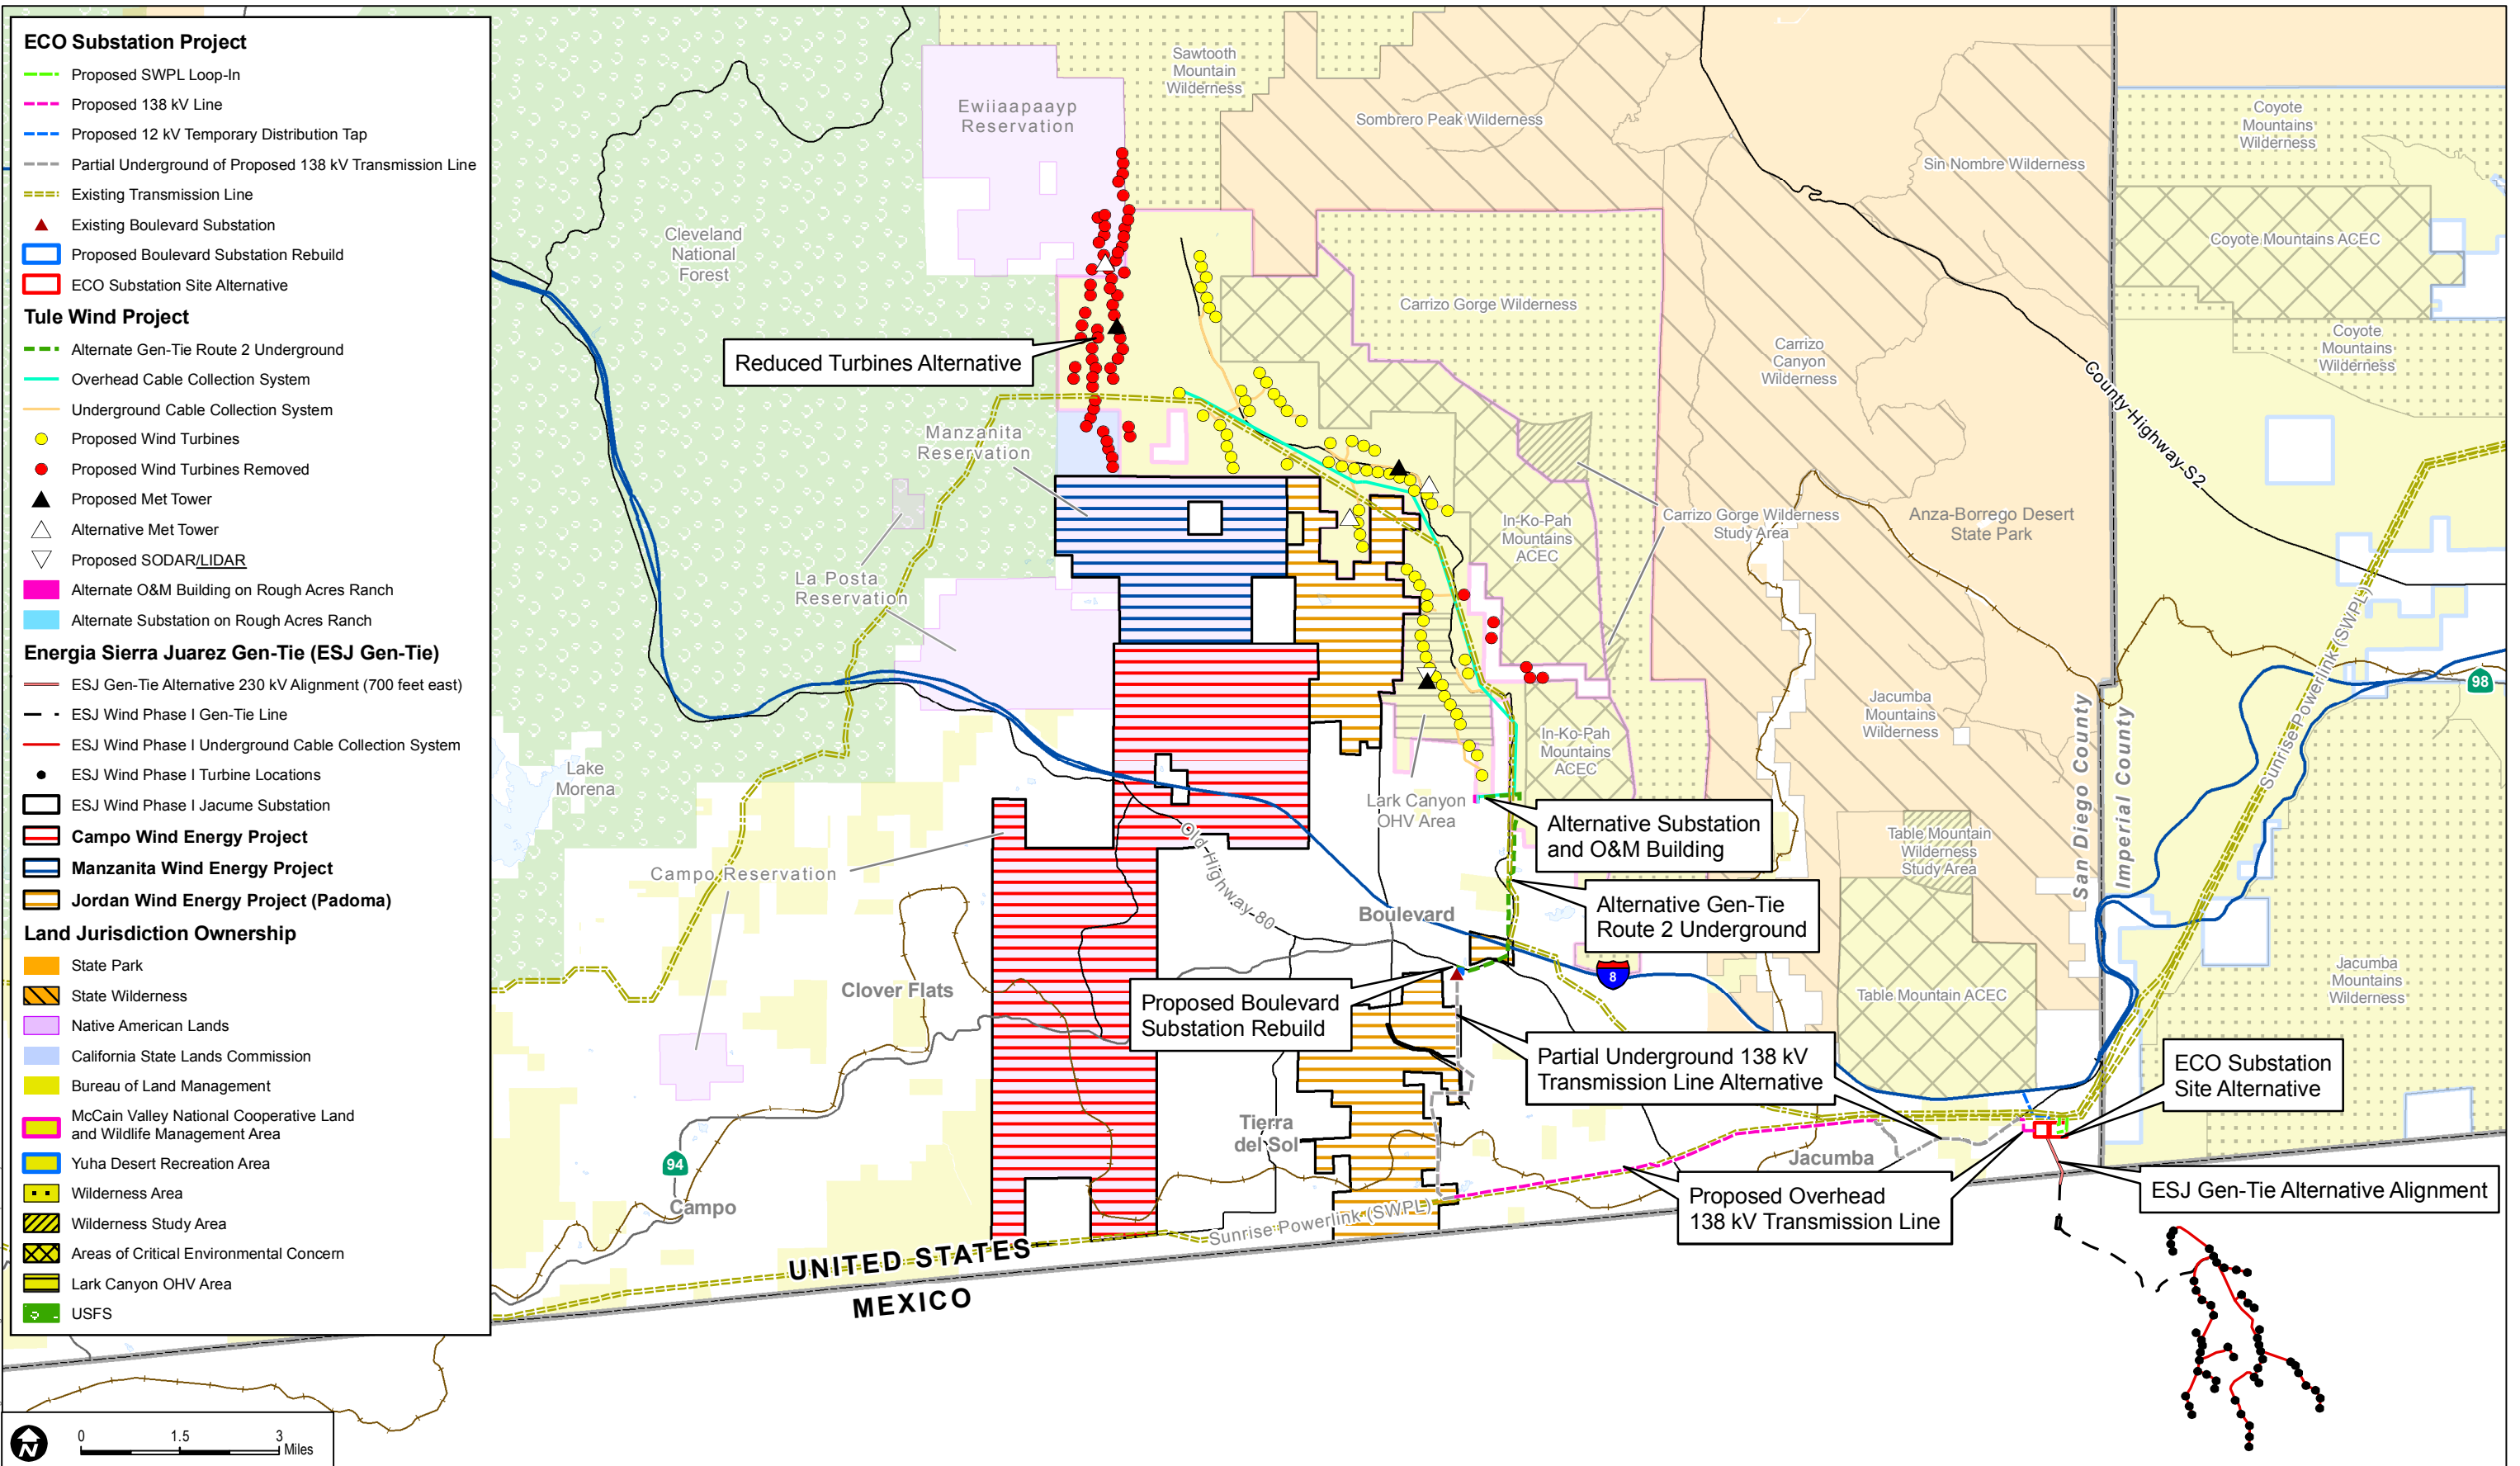 ECO Substation Project
Proposed SWPL Loop-In
Proposed 138 kV Line
Proposed 12 kV Temporary Distribution Tap
Partial Underground of Proposed 138 kV Transmission Line
Existing Transmission Line
Existing Boulevard Substation
Proposed Boulevard Substation Rebuild
ECO Substation Site Alternative
Tule Wind Project
Alternate Gen-Tie Route 2 Underground
Overhead Cable Collection System
Underground Cable Collection System
Proposed Wind Turbines
Proposed Wind Turbines Removed
Proposed Met Tower
Alternative Met Tower
Proposed SODAR/LIDAR
Alternate O&M Building on Rough Acres Ranch
Alternate Substation on Rough Acres Ranch
Energia Sierra Juarez Gen-Tie (ESJ Gen-Tie)
ESJ Gen-Tie Alternative 230 kV Alignment (700 feet east)
ESJ Wind Phase I Gen-Tie Line
ESJ Wind Phase I Underground Cable Collection System
ESJ Wind Phase I Turbine Locations
ESJ Wind Phase I Jacume Substation
Campo Wind Energy Project
Manzanita Wind Energy Project
Jordan Wind Energy Project (Padoma)
Land Jurisdiction Ownership
State Park
State Wilderness
Native American Lands
California State Lands Commission
Bureau of Land Management
McCain Valley National Cooperative Land
and Wildlife Management Area
Yuha Desert Recreation Area
Wilderness Area
Wilderness Study Area
Areas of Critical Environmental Concern
Lark Canyon OHV Area
USFS
N
0 1.5 3
Miles
Sawtooth
Mountain
Wilderness
Ewiiaapaayp
Reservation
Sombrero Peak Wilderness
Sin Nombre Wilderness
Coyote
Mountains
Wilderness
Coyote Mountains ACEC
Coyote
Mountains
Wilderness
Cleveland
National
Forest
Carrizo Gorge Wilderness
Carrizo
Canyon
Wilderness
County-Highway-S2
Reduced Turbines Alternative
Manzanita
Reservation
La Posta
Reservation
In-Ko-Pah
Mountains
ACEC
Carrizo Gorge Wilderness
Study Area
Anza-Borrego Desert
State Park
Sunrise Powerlink (SWPL)
98
Jacumba
Mountains
Wilderness
San Diego County
Imperial County
In-Ko-Pah
Mountains
ACEC
Lake
Morena
Lark Canyon
OHV Area
Alternative Substation
and O&M Building
Table Mountain
Wilderness
Study Area
Campo Reservation
Old-Highway-80
Boulevard
Alternative Gen-Tie
Route 2 Underground
8
Clover Flats
Proposed Boulevard
Substation Rebuild
Table Mountain ACEC
Jacumba
Mountains
Wilderness
Partial Underground 138 kV
Transmission Line Alternative
ECO Substation
Site Alternative
Tierra
del Sol
94
Campo
Jacumba
Proposed Overhead
138 kV Transmission Line
ESJ Gen-Tie Alternative Alignment
Sunrise Powerlink (SWPL)
UNITED STATES
MEXICO